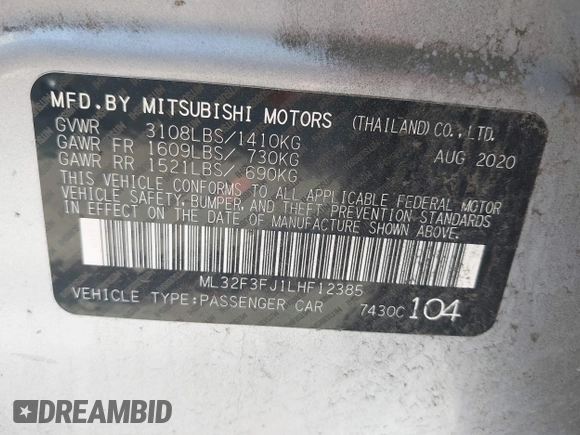 MFD.BY MITSUBISHI MOTORS (THAILAND)CO.,LTD.
GVWR 3108LBS/1410KG AUG 2020
GAWR FR 1609LBS/ 730KG
GAWR RR 1521LBS/ 690KG
THIS VEHICLE CONFORMS TO ALL APPLICABLE FEDERAL MOTOR
VEHICLE SAFETY, BUMPER, AND THEFT PREVENTION STANDARDS
IN EFFECT ON THE DATE OF MANUFACTURE SHOWN ABOVE.
ML32F3FJ1LHF12385
VEHICLE TYPE:PASSENGER CAR 7430C 104
DREAMBID